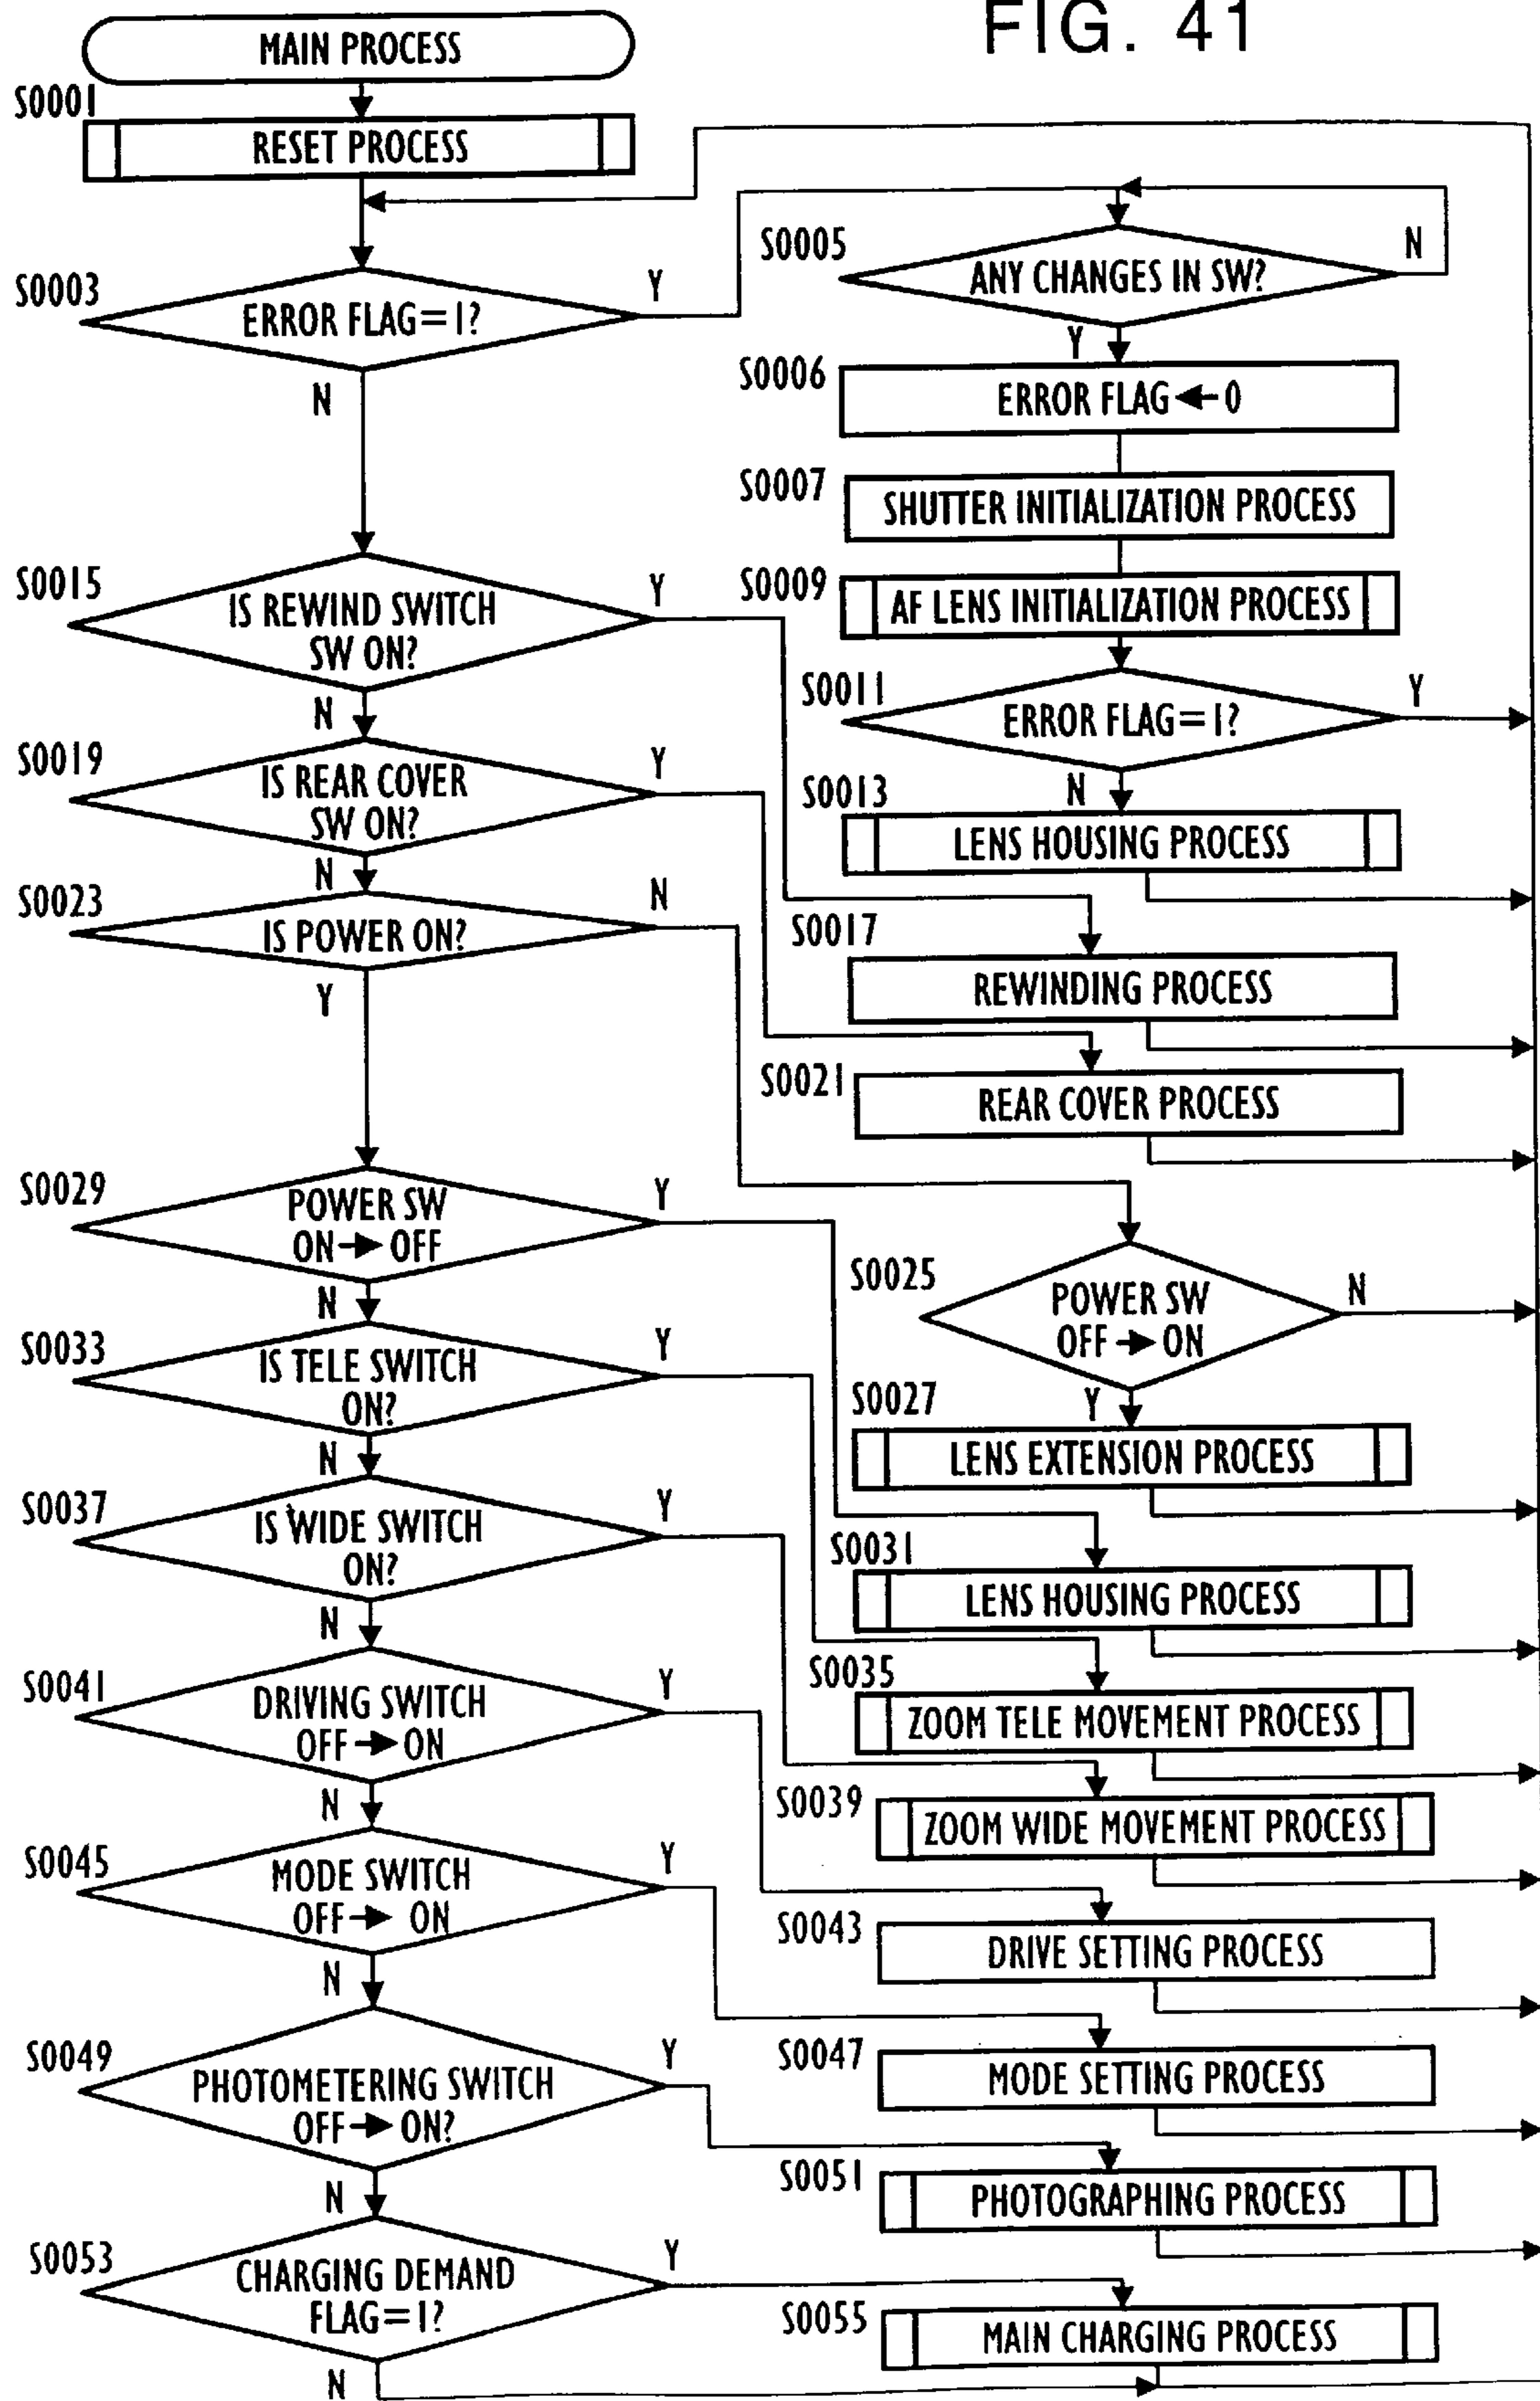 FIG. 41
MAIN PROCESS
S0001
RESET PROCESS
S0003
ERROR FLAG=1?
Y
N
S0005
ANY CHANGES IN SW?
N
Y
S0006
ERROR FLAG←0
S0007
SHUTTER INITIALIZATION PROCESS
S0009
AF LENS INITIALIZATION PROCESS
S0011
ERROR FLAG=1?
Y
N
S0013
LENS HOUSING PROCESS
S0015
IS REWIND SWITCH
SW ON?
Y
N
S0017
REWINDING PROCESS
S0019
IS REAR COVER
SW ON?
Y
N
S0021
REAR COVER PROCESS
S0023
IS POWER ON?
N
Y
S0025
POWER SW
OFF→ON
N
Y
S0027
LENS EXTENSION PROCESS
S0029
POWER SW
ON→OFF
Y
N
S0031
LENS HOUSING PROCESS
S0033
IS TELE SWITCH
ON?
Y
N
S0035
ZOOM TELE MOVEMENT PROCESS
S0037
IS WIDE SWITCH
ON?
Y
N
S0039
ZOOM WIDE MOVEMENT PROCESS
S0041
DRIVING SWITCH
OFF→ON
Y
N
S0043
DRIVE SETTING PROCESS
S0045
MODE SWITCH
OFF→ ON
Y
N
S0047
MODE SETTING PROCESS
S0049
PHOTOMETERING SWITCH
OFF→ON?
Y
N
S0051
PHOTOGRAPHING PROCESS
S0053
CHARGING DEMAND
FLAG=1?
Y
N
S0055
MAIN CHARGING PROCESS